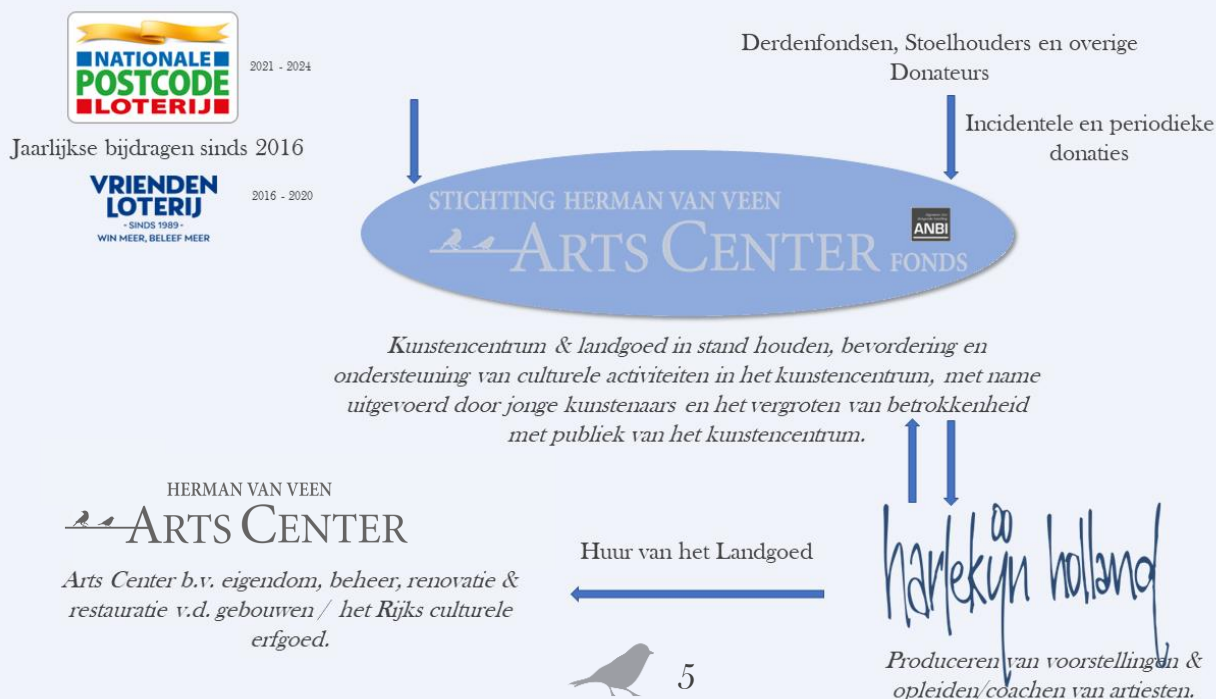 NATIONALE
POSTCODE
LOTERIJ
2021 - 2024
Jaarlijkse bijdragen sinds 2016
VRIENDEN
LOTERIJ
- SINDS 1989 -
WIN MEER, BELEEF MEER
2016 - 2020
Derdenfondsen, Stoelhouders en overige
Donateurs
Incidentele en periodieke
donaties
STICHTING HERMAN VAN VEEN
ARTS CENTER FONDS
ANBI
Kunstencentrum & landgoed in stand houden, bevordering en
ondersteuning van culturele activiteiten in het kunstencentrum, met name
uitgevoerd door jonge kunstenaars en het vergroten van betrokkenheid
met publiek van het kunstencentrum.
HERMAN VAN VEEN
ARTS CENTER
Arts Center b.v. eigendom, beheer, renovatie &
restauratie v.d. gebouwen / het Rijks culturele
erfgoed.
Huur van het Landgoed
harlekijn holland
Produceren van voorstellingen &
opleiden/coachen van artiesten.
5